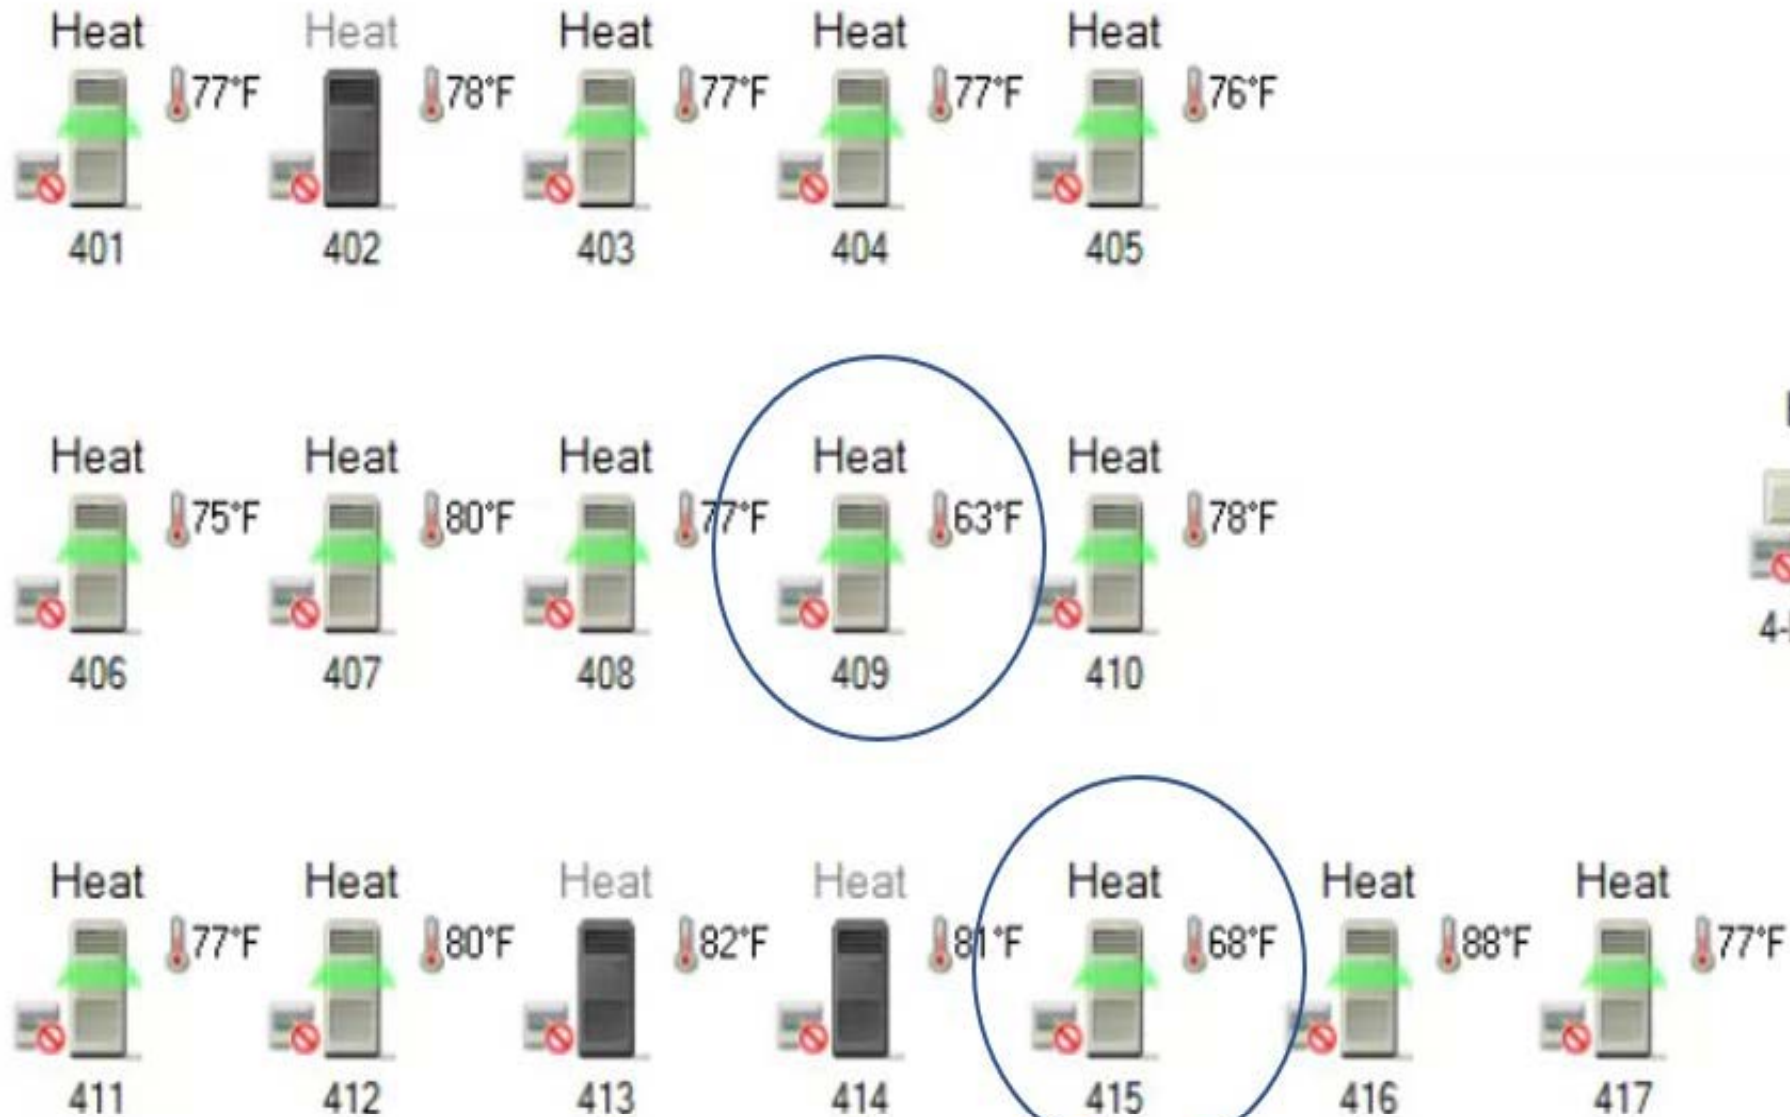 Heat Heat Heat Heat Heat
77°F 78°F 77°F 77°F 76°F
401 402 403 404 405
Heat Heat Heat Heat Heat
75°F 80°F 77°F 63°F 78°F
406 407 408 409 410
Heat Heat Heat Heat Heat Heat Heat
77°F 80°F 82°F 81°F 68°F 88°F 77°F
411 412 413 414 415 416 417